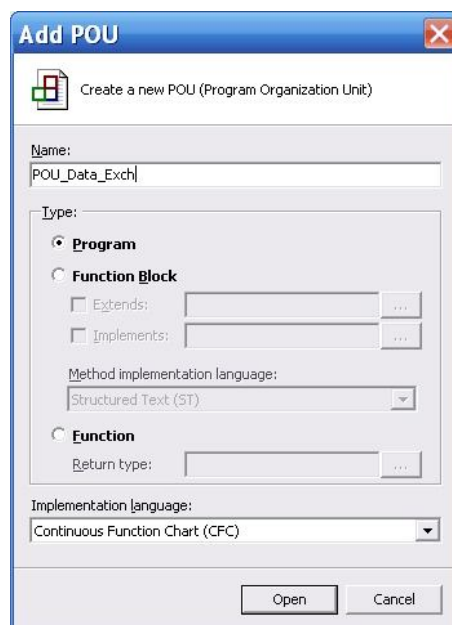 Add POU
Create a new POU (Program Organization Unit)
Name:
POU_Data_Exch
Type:
Program
Function Block
Extends:
...
Implements:
...
Method implementation language:
Structured Text (ST)
Function
Return type:
...
Implementation language:
Continuous Function Chart (CFC)
Open Cancel